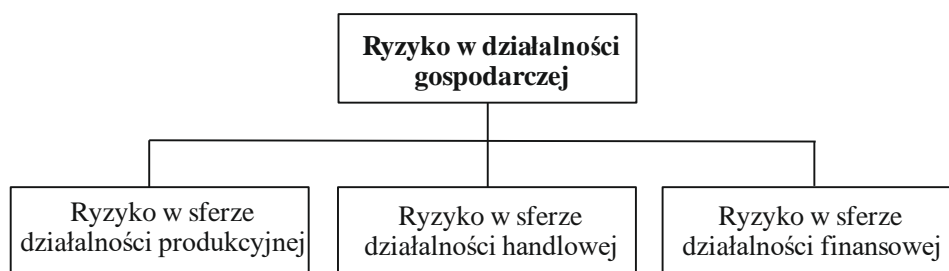 Ryzyko w działalności
gospodarczej
Ryzyko w sferze
działalności produkcyjnej
Ryzyko w sferze
działalności handlowej
Ryzyko w sferze
działalności finansowej